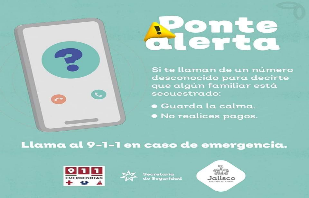 Ponte
alerta
Si te llaman de un número
desconocido para decirte
que algún familiar está
secuestrado:
• Guarda la calma.
• No realices pagos.
Llama al 9-1-1 en caso de emergencia.
911
EMERGENCIAS
Secretaría
de Seguridad
Jalisco